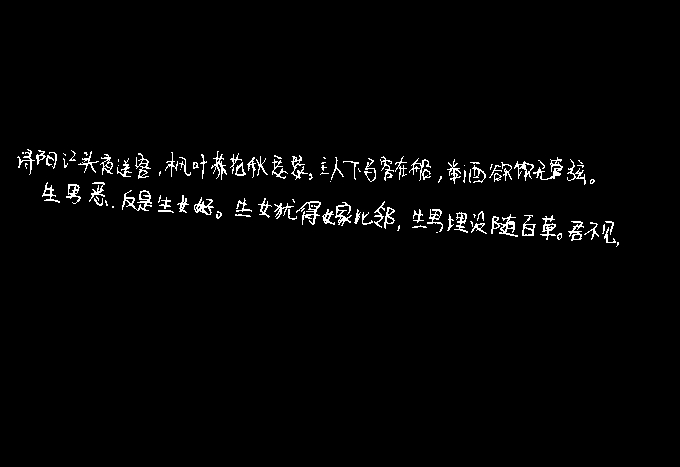 浔阳江头夜送客,枫叶荻花秋瑟瑟。主人下马客在船,举酒欲饮无管弦。
生男恶,反是生女好。生女犹得嫁比邻,生男埋没随百草。君不见,